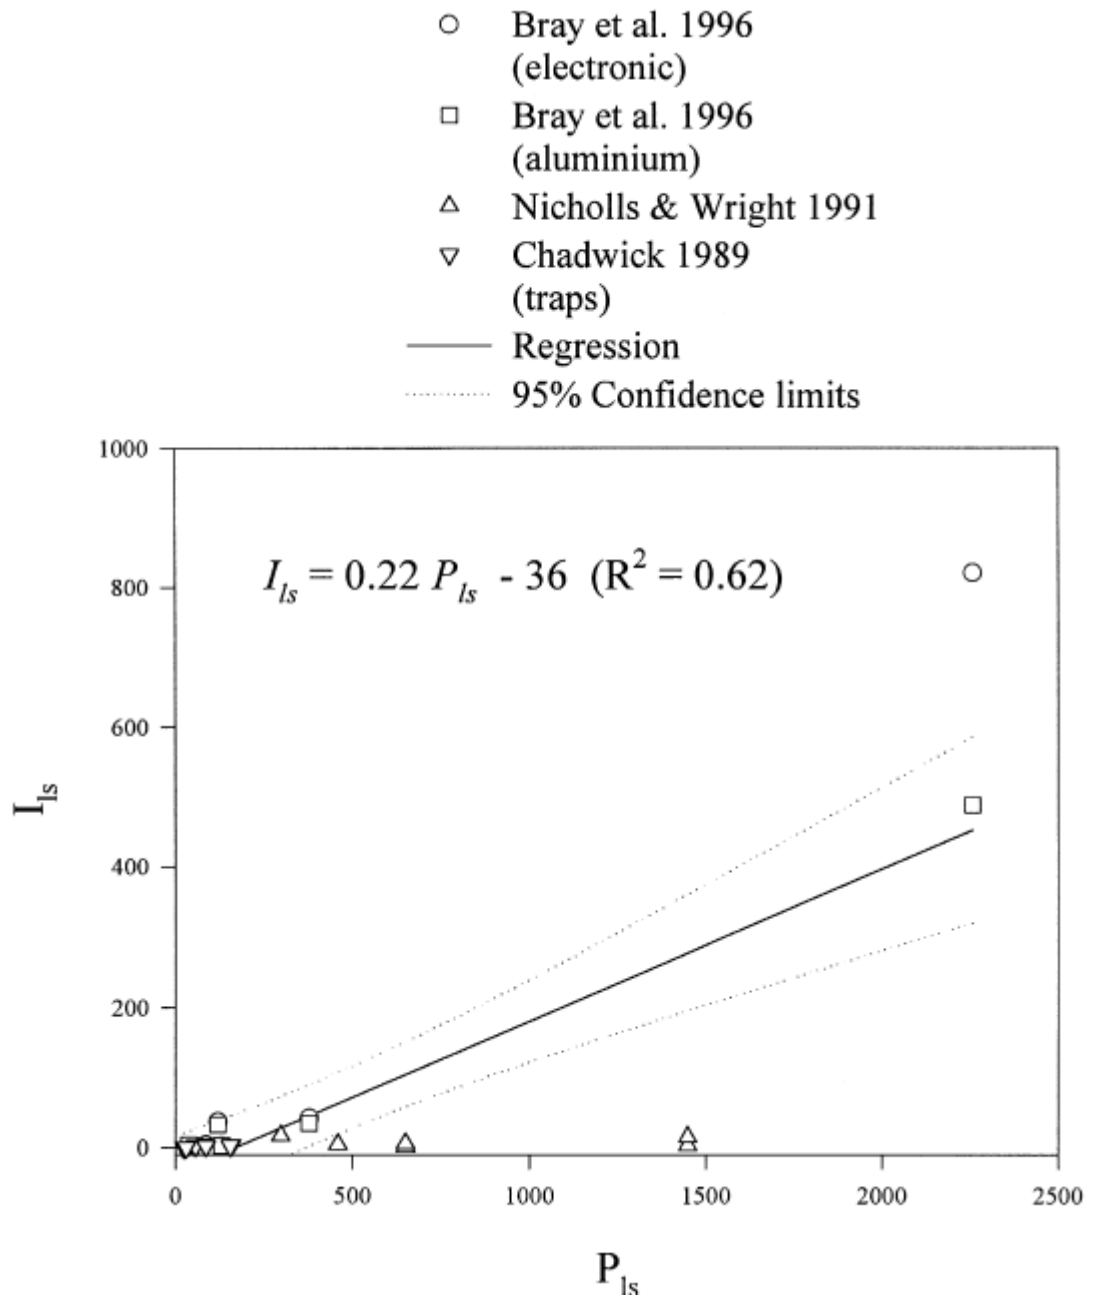 Bray et al. 1996
(electronic)
Bray et al. 1996
(aluminium)
Nicholls & Wright 1991
Chadwick 1989
(traps)
Regression
95% Confidence limits
1000
800
600
400
200
0
I_ls = 0.22 P_ls - 36 (R² = 0.62)
I_ls
0 500 1000 1500 2000 2500
P_ls